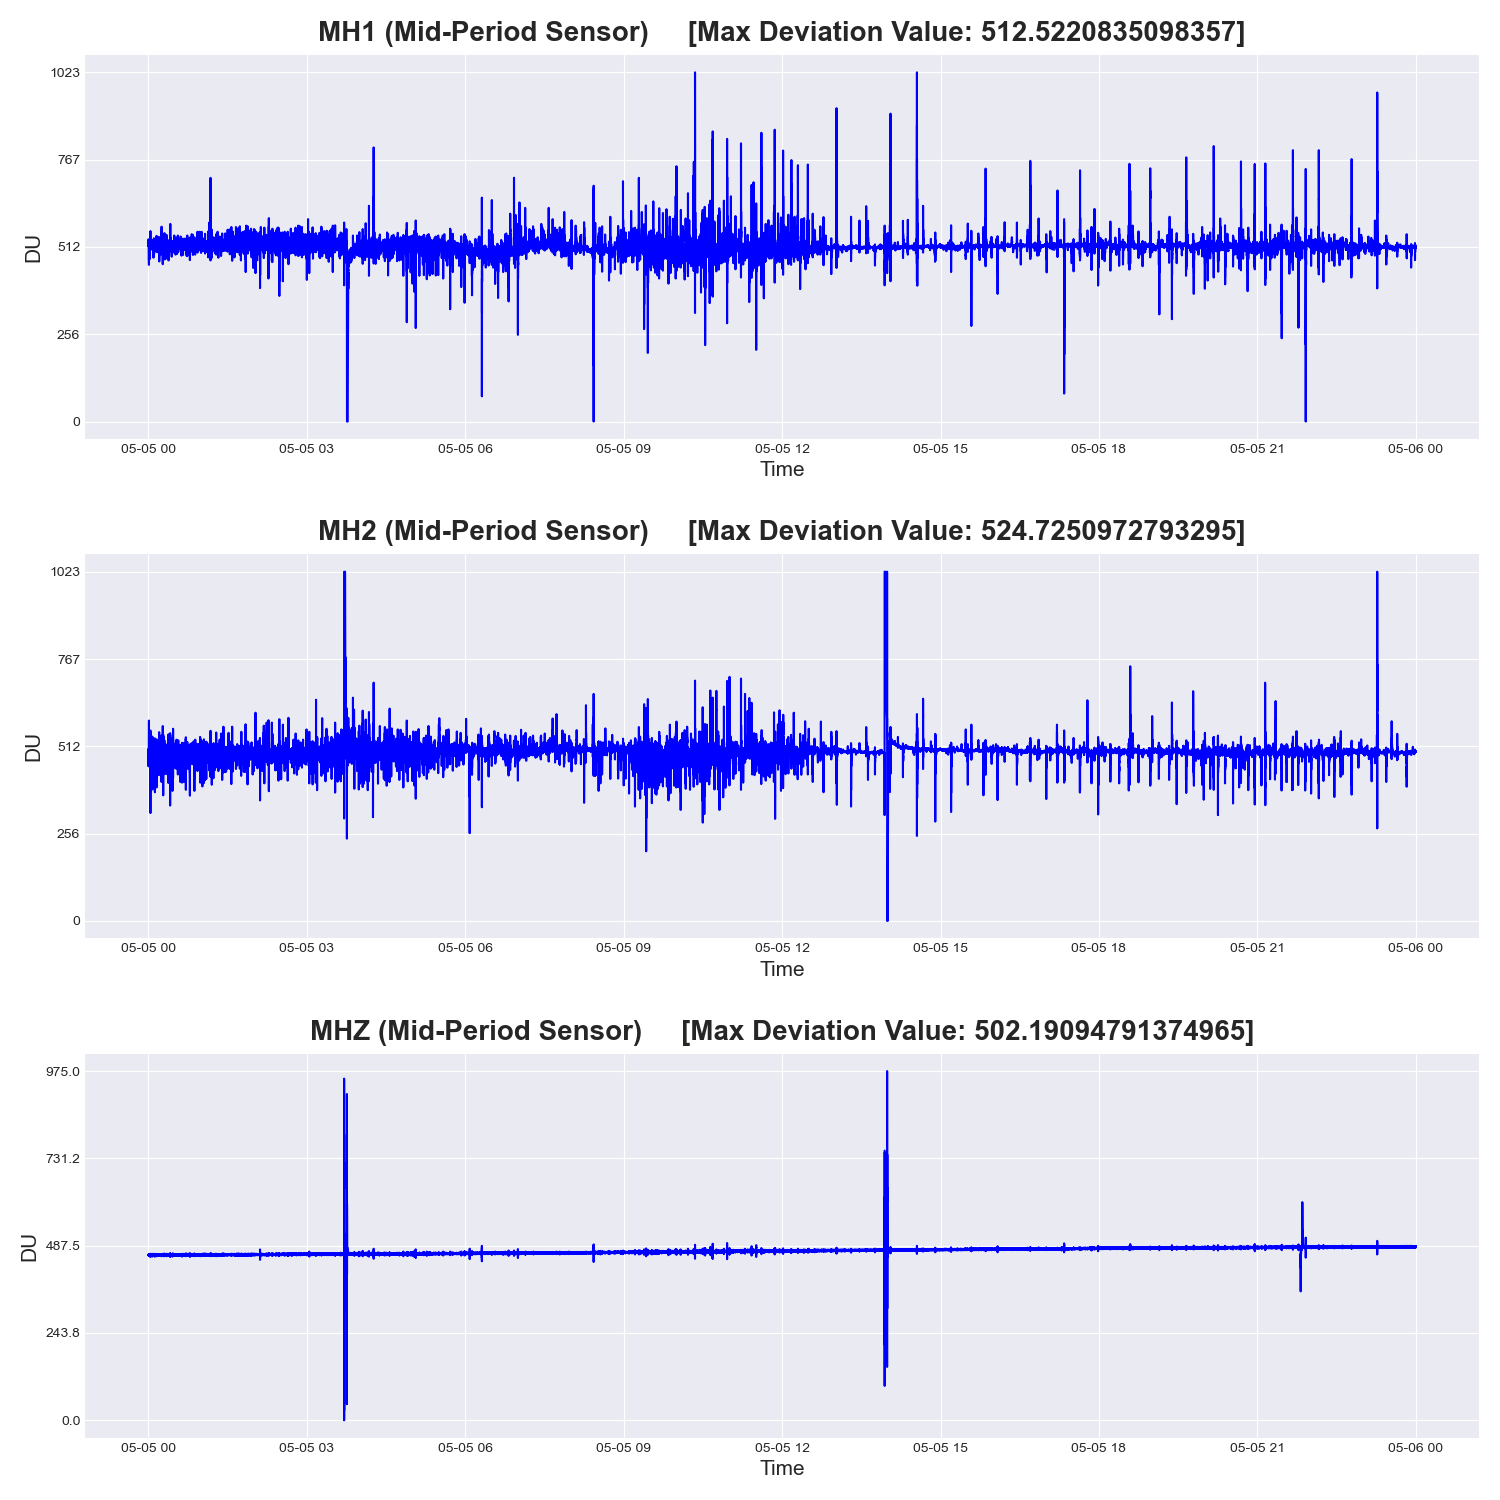 MH1 (Mid-Period Sensor) [Max Deviation Value: 512.5220835098357]
1023
767
512
256
0
DU
05-05 00 05-05 03 05-05 06 05-05 09 05-05 12 05-05 15 05-05 18 05-05 21 05-06 00
Time
MH2 (Mid-Period Sensor) [Max Deviation Value: 524.7250972793295]
1023
767
512
256
0
DU
05-05 00 05-05 03 05-05 06 05-05 09 05-05 12 05-05 15 05-05 18 05-05 21 05-06 00
Time
MHZ (Mid-Period Sensor) [Max Deviation Value: 502.19094791374965]
975.0
731.2
487.5
243.8
0.0
DU
05-05 00 05-05 03 05-05 06 05-05 09 05-05 12 05-05 15 05-05 18 05-05 21 05-06 00
Time